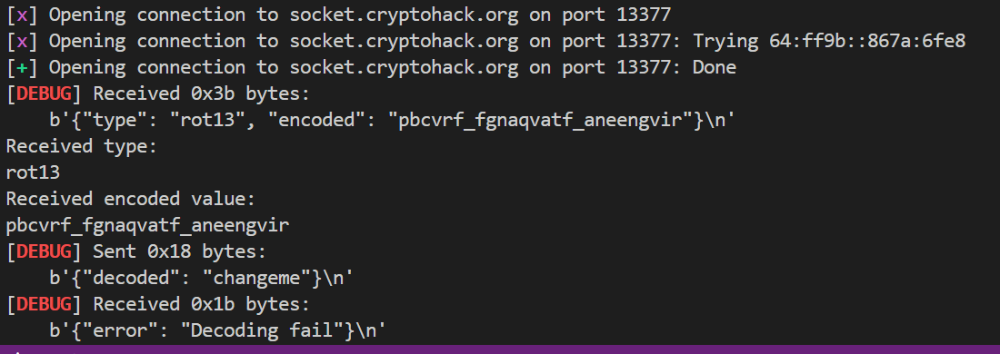 [x] Opening connection to socket.cryptohack.org on port 13377
[x] Opening connection to socket.cryptohack.org on port 13377: Trying 64:ff9b::867a:6fe8
[+] Opening connection to socket.cryptohack.org on port 13377: Done
[DEBUG] Received 0x3b bytes:
    b'{"type": "rot13", "encoded": "pbcvrf_fgnaqvatf_aneengvir"}\n'
Received type:
rot13
Received encoded value:
pbcvrf_fgnaqvatf_aneengvir
[DEBUG] Sent 0x18 bytes:
    b'{"decoded": "changeme"}\n'
[DEBUG] Received 0x1b bytes:
    b'{"error": "Decoding fail"}\n'